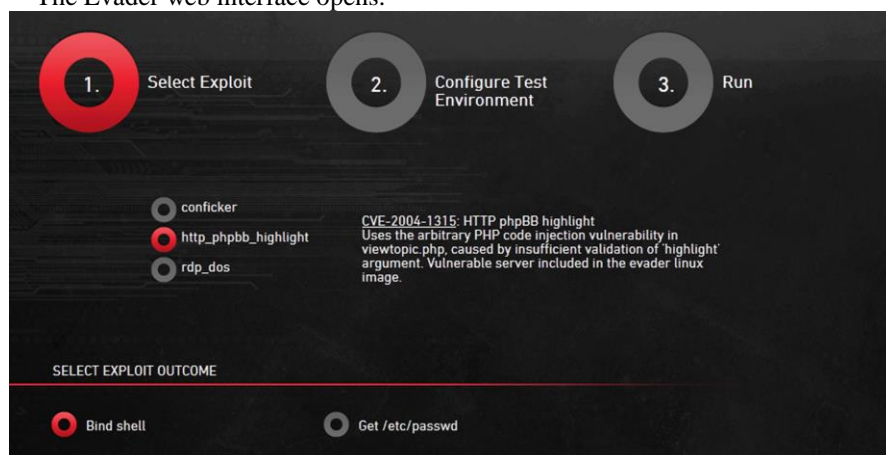 The Evader web interface opens.
1. Select Exploit
2. Configure Test Environment
3. Run
conficker
http_phpbb_highlight
rdp_dos
CVE-2004-1315: HTTP phpBB highlight
Uses the arbitrary PHP code injection vulnerability in
viewtopic.php, caused by insufficient validation of 'highlight'
argument. Vulnerable server included in the evader linux
image.
SELECT EXPLOIT OUTCOME
Bind shell
Get /etc/passwd